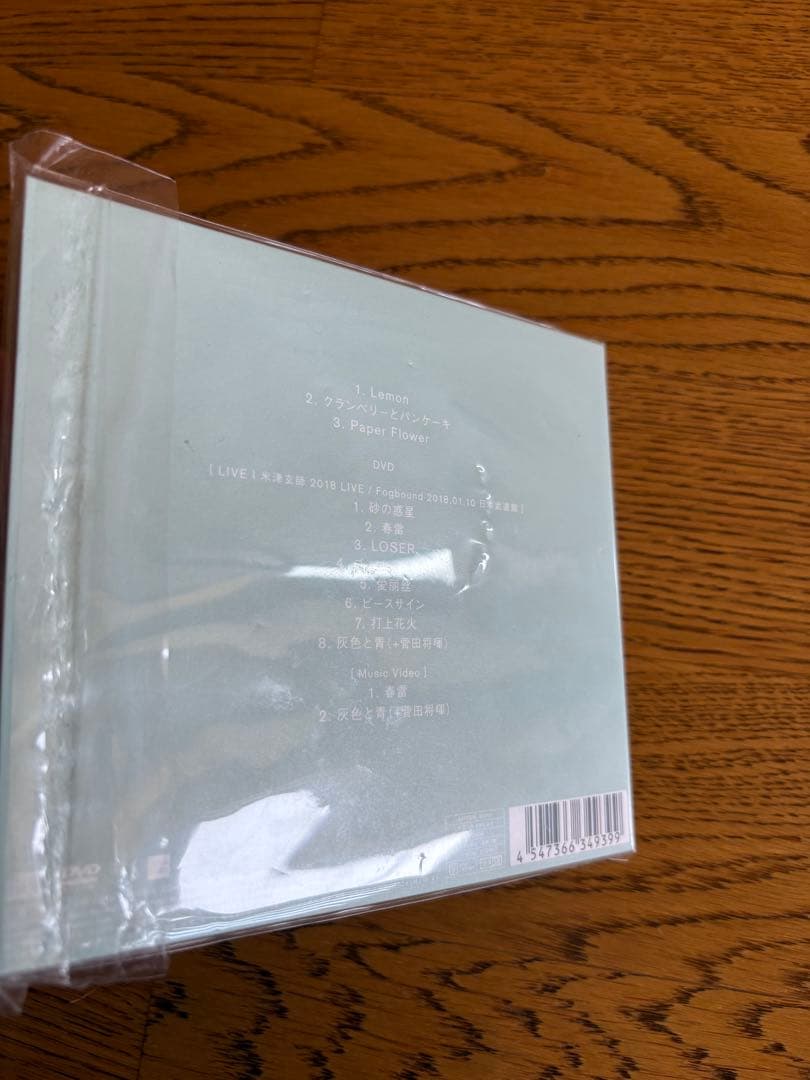 1. Lemon
2. クランベリーとパンケーキ
3. Paper Flower
DVD
[ LIVE | 米津玄師 2018 LIVE / Fogbound 2018.01.10 日本武道館 ]
1. 砂の惑星
2. 春雷
3. LOSER
5. 愛丽丝
6. ピースサイン
7. 打上花火
8. 灰色と青(+菅田将暉)
[ Music Video ]
1. 春雷
2. 灰色と青(+菅田将暉)
4 547366 349399
DVD